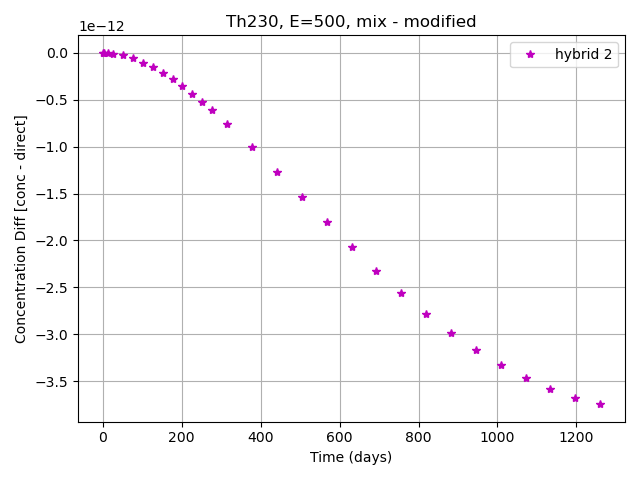 Th230, E=500, mix - modified
1e−12
hybrid 2
0.0
−0.5
−1.0
−1.5
−2.0
−2.5
−3.0
−3.5
Concentration Diff [conc - direct]
0 200 400 600 800 1000 1200
Time (days)